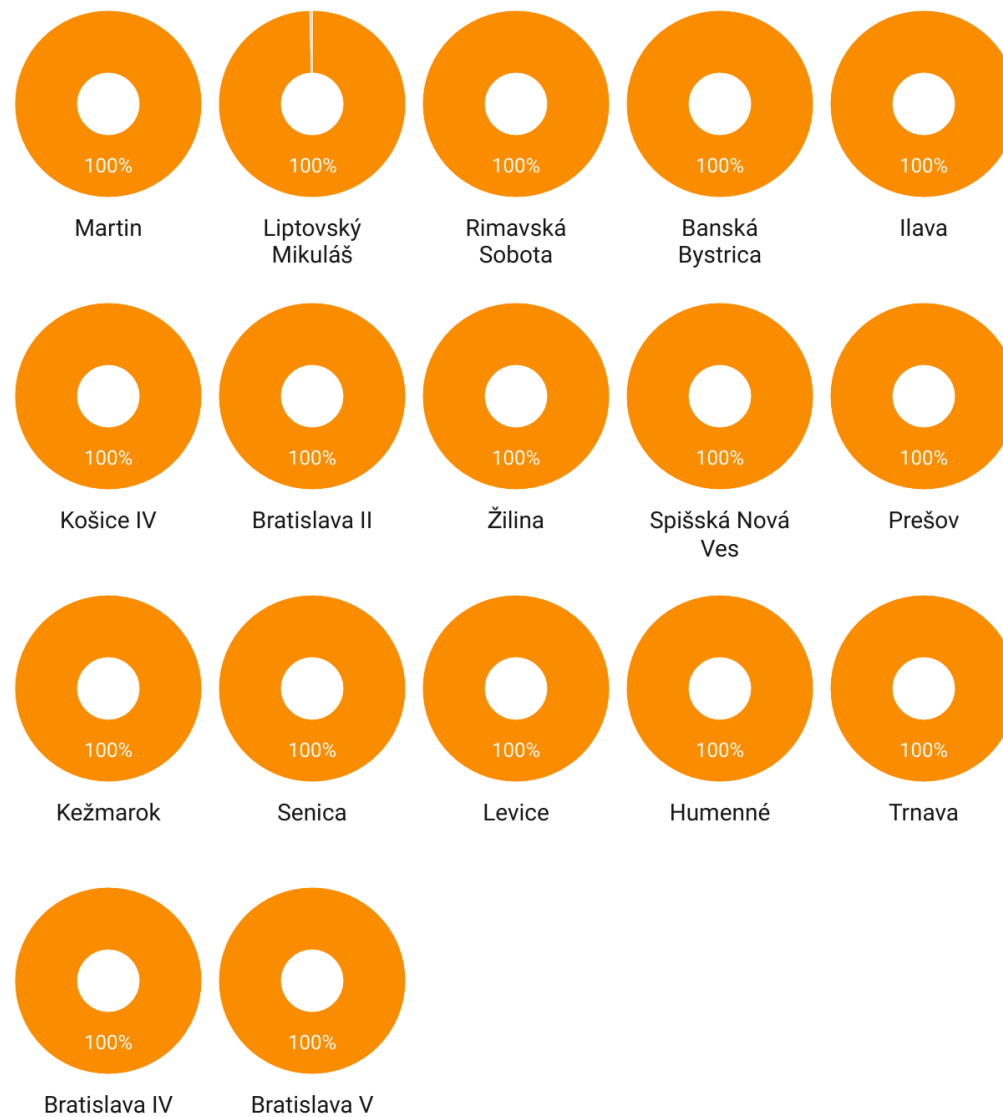 100% 100% 100% 100% 100%
Martin Liptovský Rimavská Banská Ilava
Mikuláš Sobota Bystrica
100% 100% 100% 100% 100%
Košice IV Bratislava II Žilina Spišská Nová Prešov
Ves
100% 100% 100% 100% 100%
Kežmarok Senica Levice Humenné Trnava
100% 100%
Bratislava IV Bratislava V